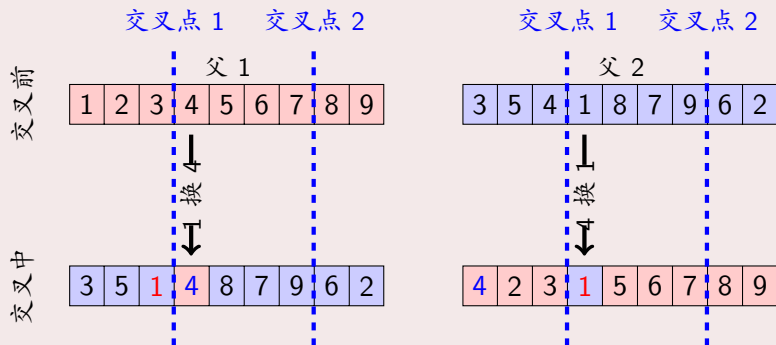 交叉点 1 交叉点 2 交叉点 1 交叉点 2
父 1 父 2
交叉前 1 2 3 4 5 6 7 8 9 3 5 4 1 8 7 9 6 2
1 换 4 4 换 1
交叉中 3 5 1 4 8 7 9 6 2 4 2 3 1 5 6 7 8 9